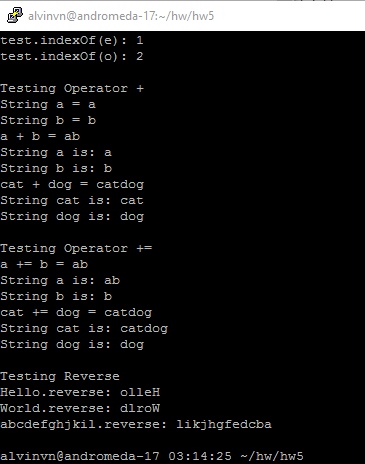 alvinvn@andromeda-17:~/hw/hw5
test.indexOf(e): 1
test.indexOf(o): 2
Testing Operator +
String a = a
String b = b
a + b = ab
String a is: a
String b is: b
cat + dog = catdog
String cat is: cat
String dog is: dog
Testing Operator +=
a += b = ab
String a is: ab
String b is: b
cat += dog = catdog
String cat is: catdog
String dog is: dog
Testing Reverse
Hello.reverse: olleH
World.reverse: dlroW
abcdefghjkil.reverse: likjhgfedcba
alvinvn@andromeda-17 03:14:25 ~/hw/hw5